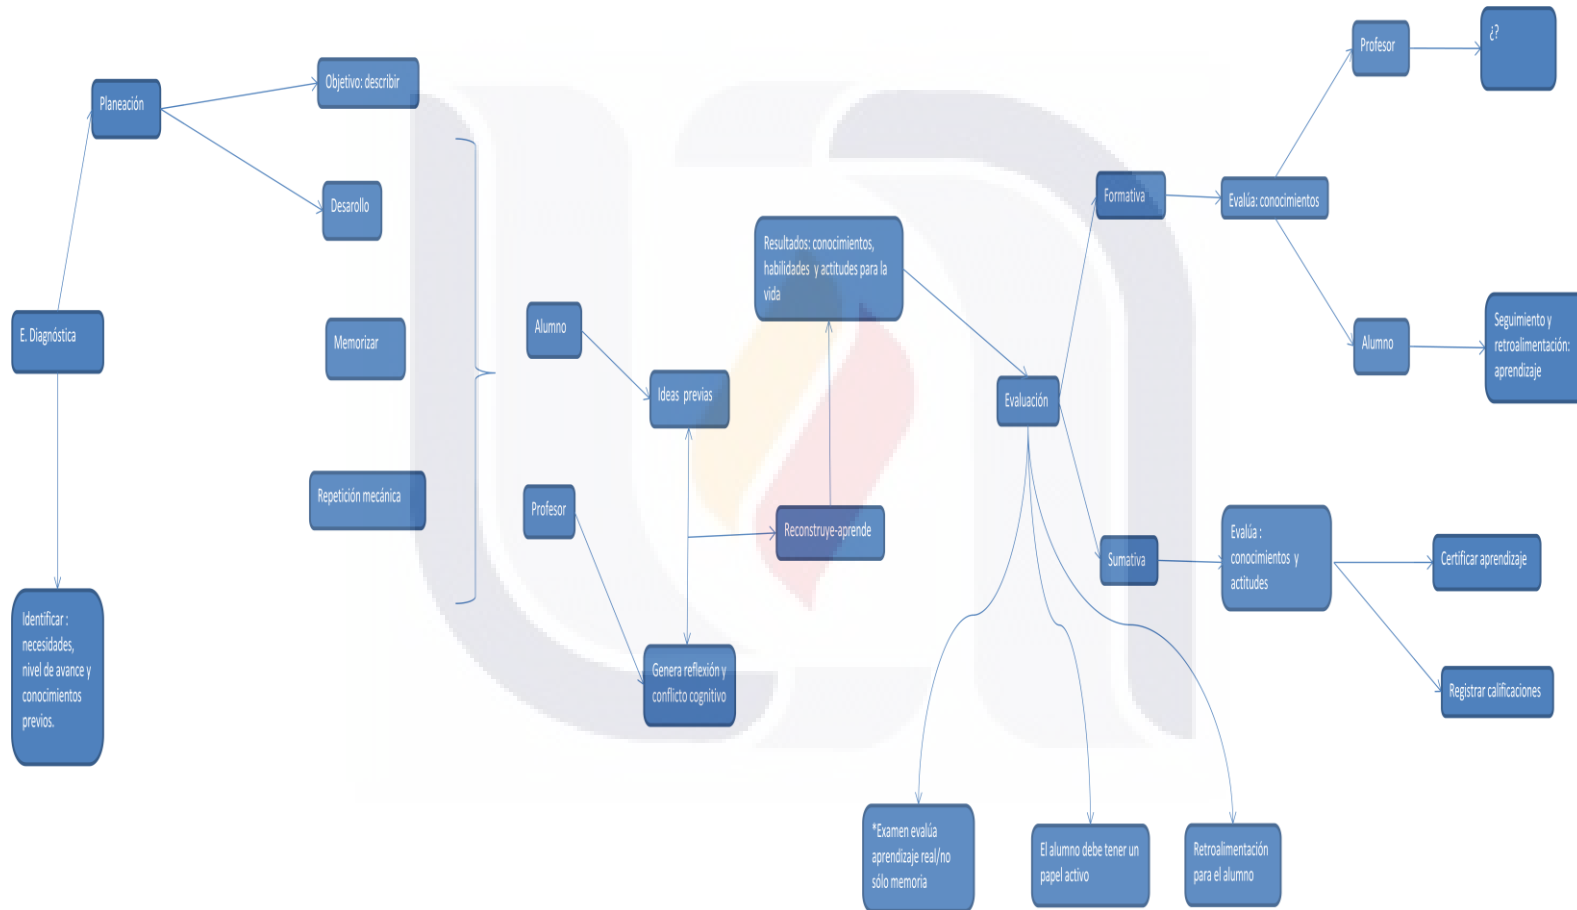 E. Diagnóstica
Identificar :
necesidades,
nivel de avance y
conocimientos
previos.
Planeación
Objetivo: describir
Desarollo
Memorizar
Repetición mecánica
Alumno
Profesor
Ideas previas
Genera reflexión y
conflicto cognitivo
Reconstruye-aprende
Resultados: conocimientos,
habilidades y actitudes para la
vida
Evaluación
*Examen evalúa
aprendizaje real/no
sólo memoria
El alumno debe tener un
papel activo
Retroalimentación
para el alumno
Formativa
Evalúa: conocimientos
Profesor
¿?
Alumno
Seguimiento y
retroalimentación:
aprendizaje
Sumativa
Evalúa :
conocimientos y
actitudes
Certificar aprendizaje
Registrar calificaciones